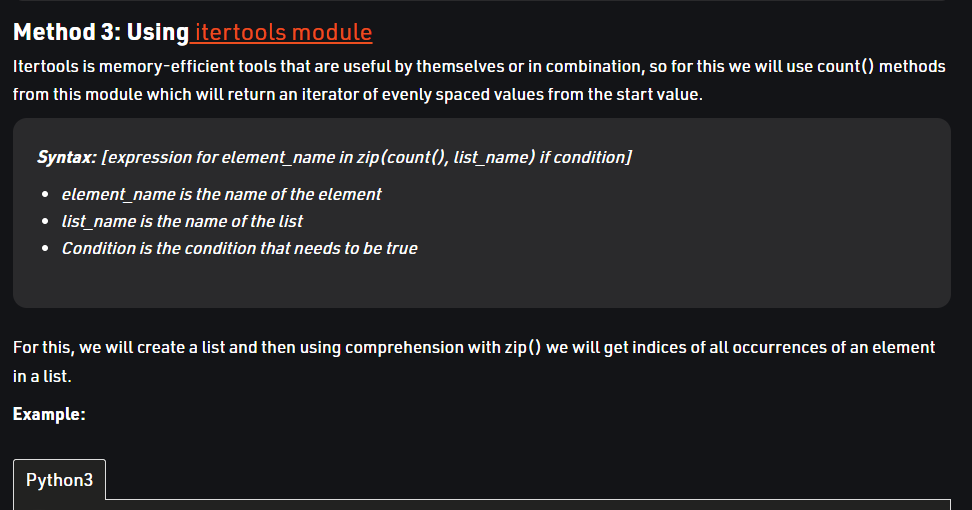 Method 3: Using itertools module
Itertools is memory-efficient tools that are useful by themselves or in combination, so for this we will use count() methods
from this module which will return an iterator of evenly spaced values from the start value.
Syntax: [expression for element_name in zip(count(), list_name) if condition]
• element_name is the name of the element
• list_name is the name of the list
• Condition is the condition that needs to be true
For this, we will create a list and then using comprehension with zip() we will get indices of all occurrences of an element
in a list.
Example:
Python3